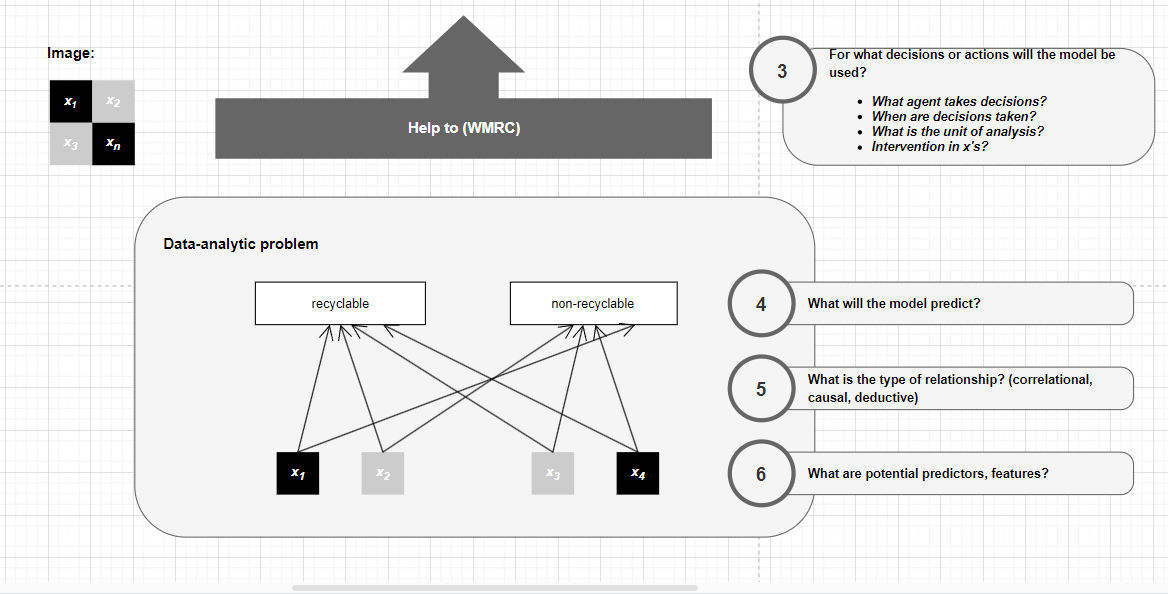 Image:
x1
x2
x3
xn
Help to (WMRC)
3
For what decisions or actions will the model be
used?
• What agent takes decisions?
• When are decisions taken?
• What is the unit of analysis?
• Intervention in x's?
Data-analytic problem
recyclable
non-recyclable
4
What will the model predict?
5
What is the type of relationship? (correlational,
causal, deductive)
x1
x2
x3
x4
6
What are potential predictors, features?